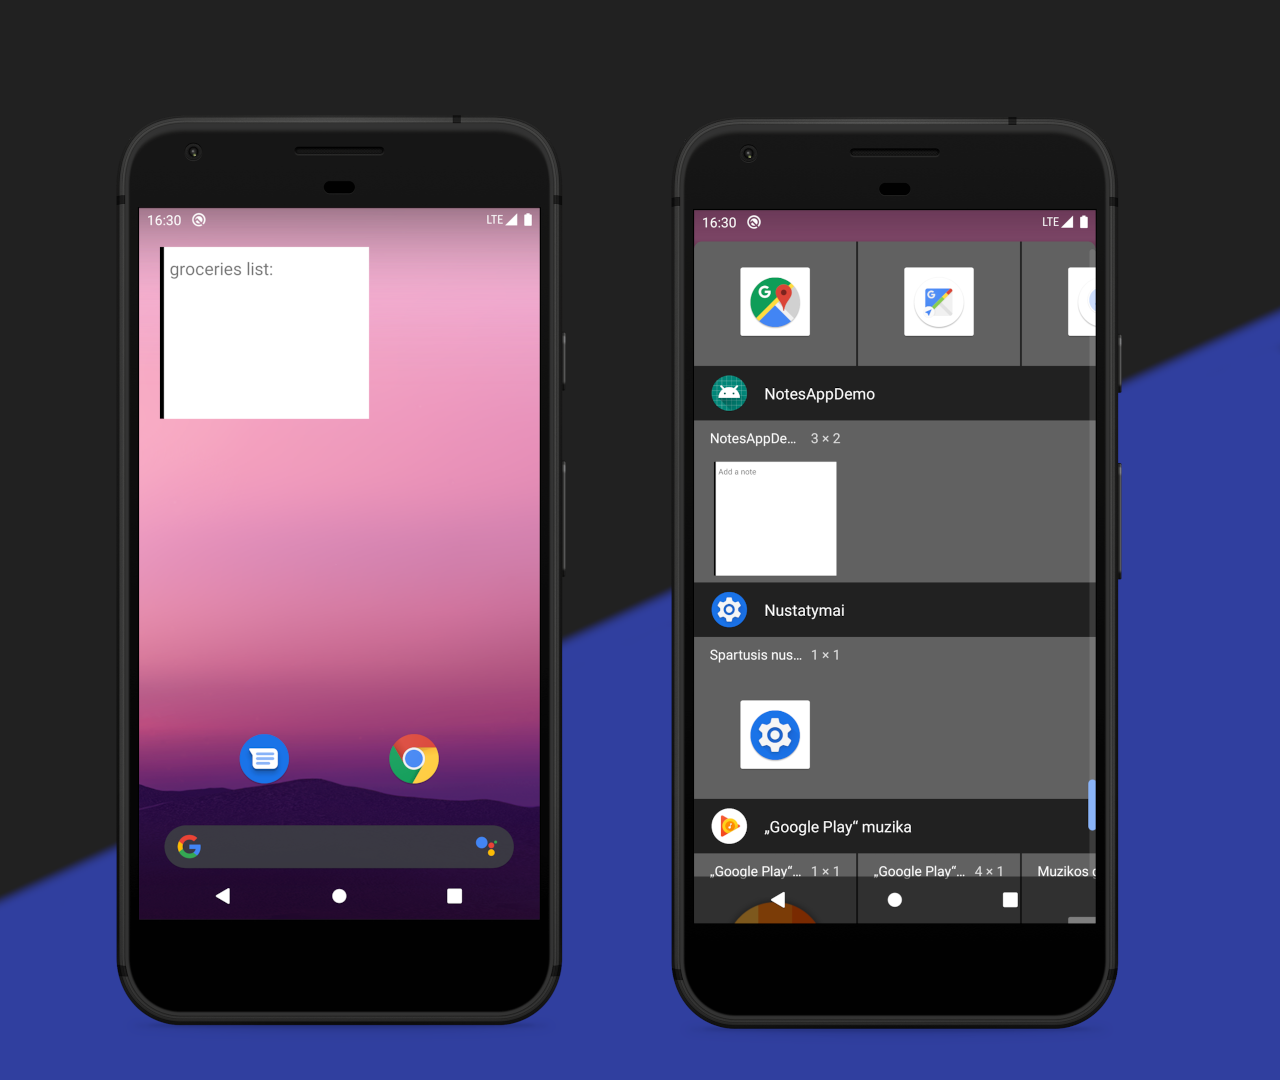 16:30
LTE
groceries list:
16:30
LTE
NotesAppDemo
NotesAppDe... 3 × 2
Add a note
Nustatymai
Spartusis nus... 1 × 1
„Google Play“ muzika
„Google Play“... 1 × 1
„Google Play“... 4 × 1
Muzikos